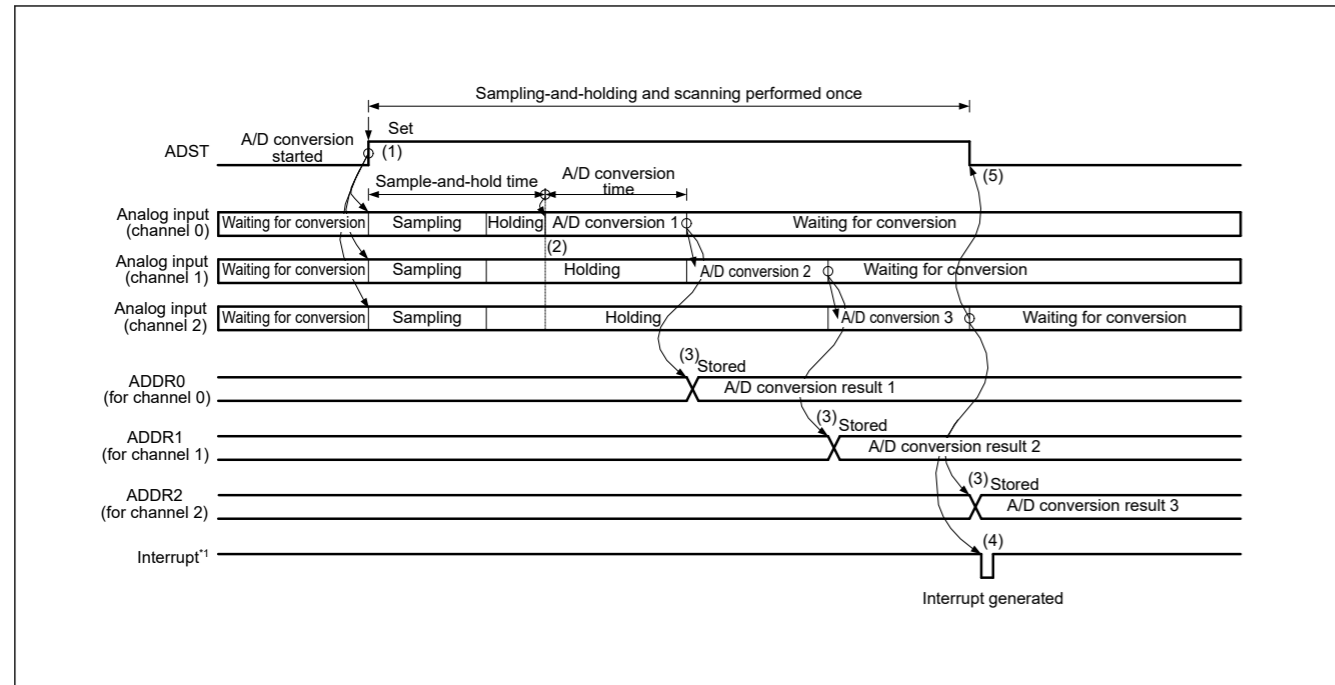 Sampling-and-holding and scanning performed once
Set
A/D conversion
started
ADST
(1)
(5)
Sample-and-hold time
A/D conversion
time
Analog input
(channel 0)
Waiting for conversion
Sampling
Holding
A/D conversion 1
Waiting for conversion
(2)
Analog input
(channel 1)
Waiting for conversion
Sampling
Holding
A/D conversion 2
Waiting for conversion
Analog input
(channel 2)
Waiting for conversion
Sampling
Holding
A/D conversion 3
Waiting for conversion
(3)
Stored
ADDR0
(for channel 0)
A/D conversion result 1
(3)
Stored
ADDR1
(for channel 1)
A/D conversion result 2
(3)
Stored
ADDR2
(for channel 2)
A/D conversion result 3
(4)
Interrupt*1
Interrupt generated